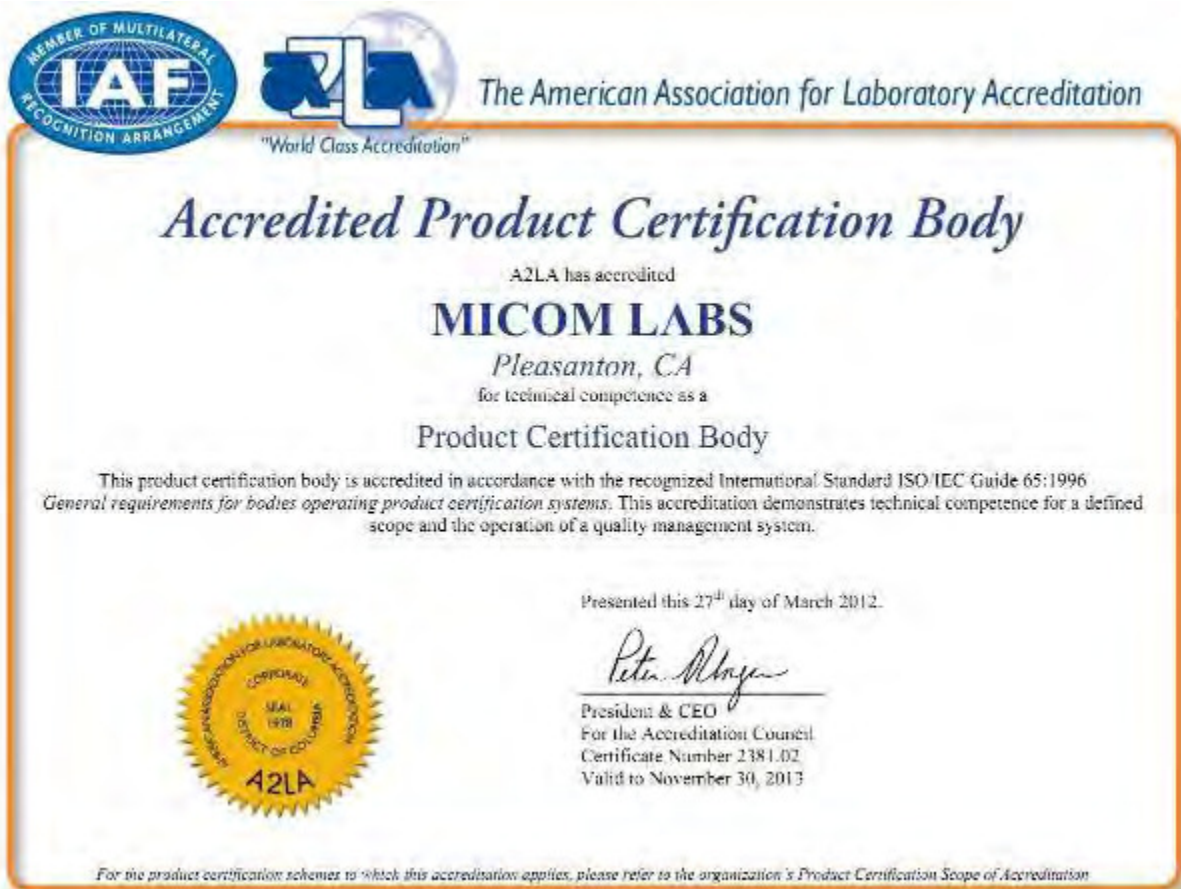 MEMBER OF MULTILATERAL
IAF
RECOGNITION ARRANGEMENT
A2LA
"World Class Accreditation"
The American Association for Laboratory Accreditation
Accredited Product Certification Body
A2LA has accredited
MICOM LABS
Pleasanton, CA
for technical competence as a
Product Certification Body
This product certification body is accredited in accordance with the recognized International Standard ISO/IEC Guide 65:1996
General requirements for bodies operating product certification systems. This accreditation demonstrates technical competence for a defined
scope and the operation of a quality management system.
Presented this 27th day of March 2012.
Peter
President & CEO
For the Accreditation Council
Certificate Number 2381.02
Valid to November 30, 2013
AMERICAN ASSOCIATION FOR LABORATORY ACCREDITATION
CORPORATE
SEAL
1978
DISTRICT OF COLUMBIA
A2LA
For the product certification schemes to which this accreditation applies, please refer to the organization's Product Certification Scope of Accreditation